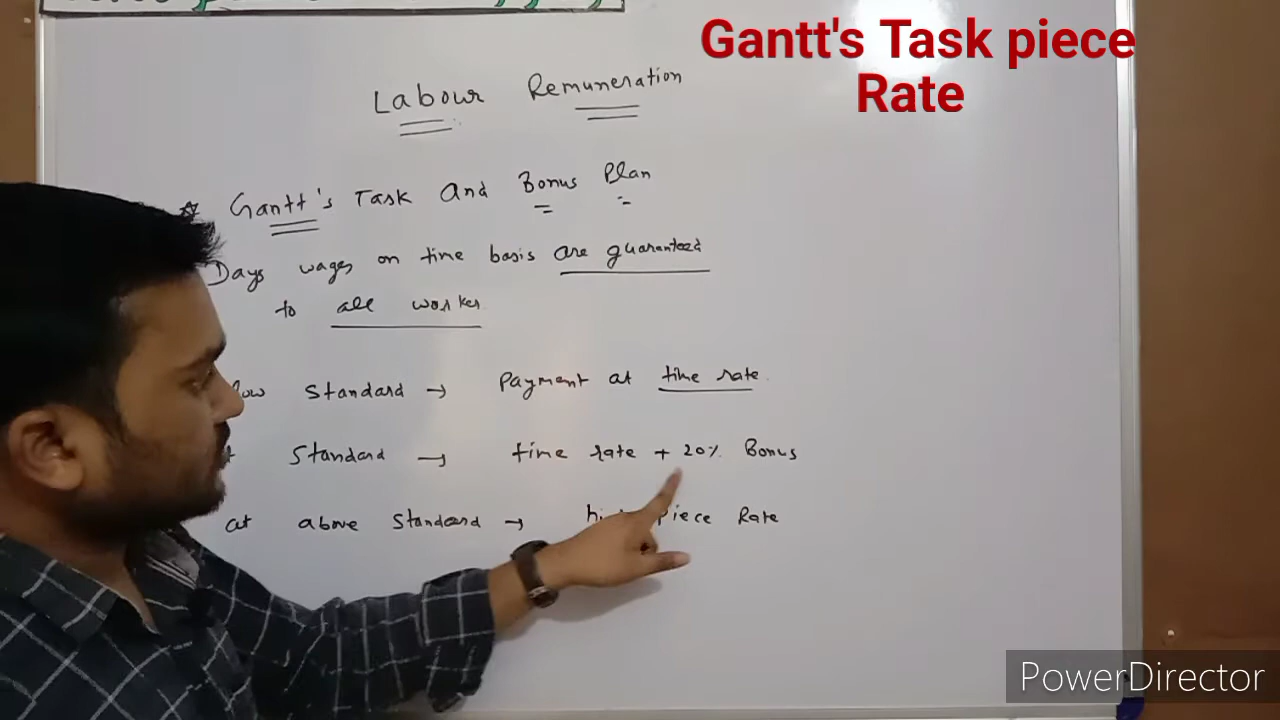 Gantt's Task piece
Rate
Labour Remuneration
Gantt's Task And Bonus Plan
Days wages on time basis are guaranteed
to all worker
Standard → Payment at time rate
Standard → time rate + 20% Bonus
at above Standard → Piece Rate
PowerDirector